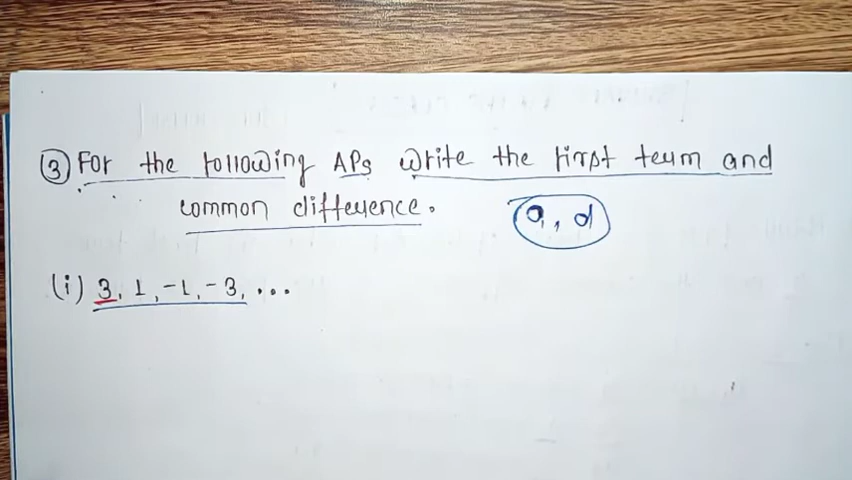 ③ For the following APs write the first term and
common difference.
a, d
(i) 3, 1, -1, -3, ...